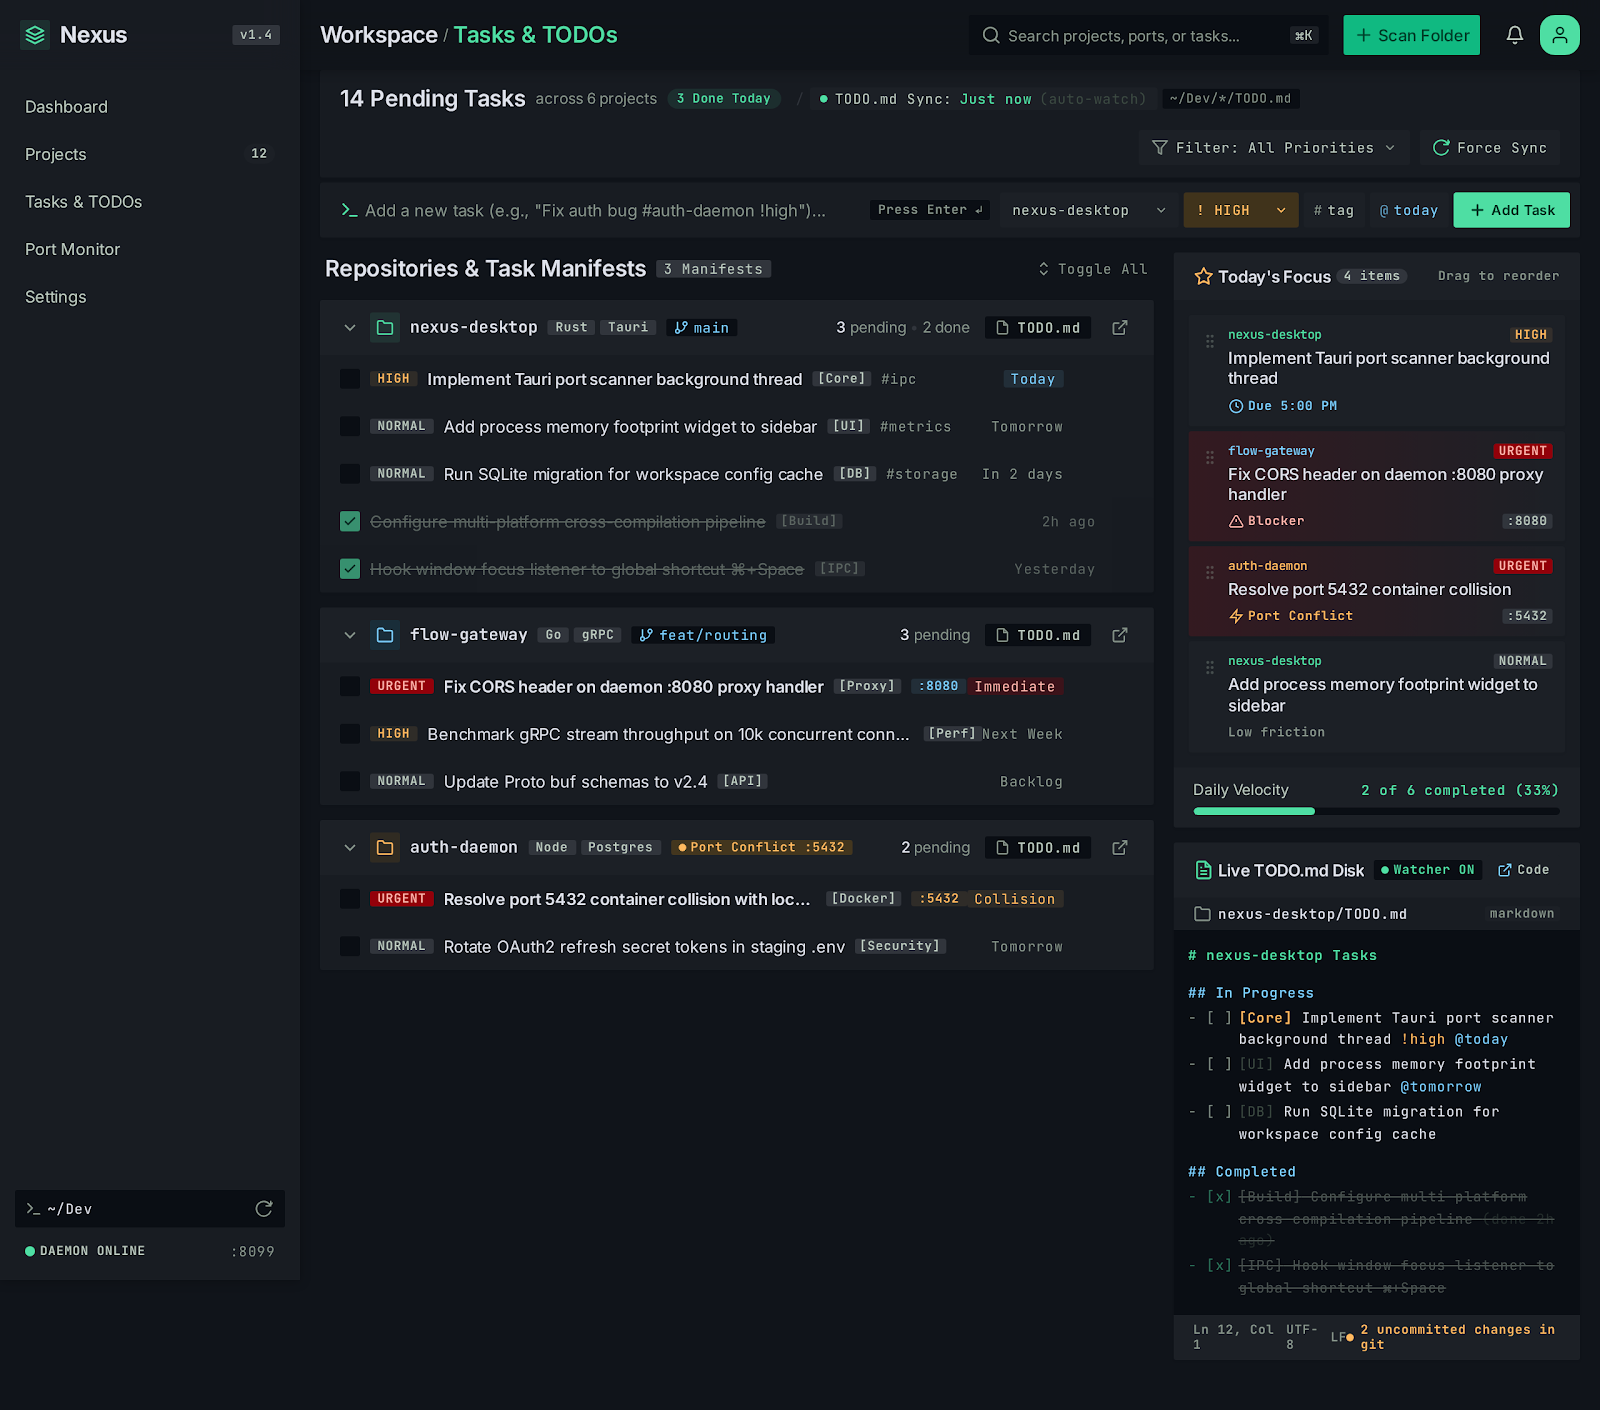 Nexus
v1.4
Dashboard
Projects 12
Tasks & TODOs
Port Monitor
Settings
~/Dev
DAEMON ONLINE :8099
Workspace / Tasks & TODOs
Search projects, ports, or tasks... ⌘K
+ Scan Folder
14 Pending Tasks across 6 projects 3 Done Today / TODO.md Sync: Just now (auto-watch) ~/Dev/*/TODO.md
Filter: All Priorities
Force Sync
Add a new task (e.g., "Fix auth bug #auth-daemon !high")...
Press Enter ↲
nexus-desktop
! HIGH
# tag
@ today
+ Add Task
Repositories & Task Manifests 3 Manifests
Toggle All
nexus-desktop Rust Tauri main 3 pending • 2 done TODO.md
HIGH Implement Tauri port scanner background thread [Core] #ipc Today
NORMAL Add process memory footprint widget to sidebar [UI] #metrics Tomorrow
NORMAL Run SQLite migration for workspace config cache [DB] #storage In 2 days
Configure multi-platform cross-compilation pipeline [Build] 2h ago
Hook window focus listener to global shortcut ⌘+Space [IPC] Yesterday
flow-gateway Go gRPC feat/routing 3 pending TODO.md
URGENT Fix CORS header on daemon :8080 proxy handler [Proxy] :8080 Immediate
HIGH Benchmark gRPC stream throughput on 10k concurrent conn... [Perf] Next Week
NORMAL Update Proto buf schemas to v2.4 [API] Backlog
auth-daemon Node Postgres Port Conflict :5432 2 pending TODO.md
URGENT Resolve port 5432 container collision with loc... [Docker] :5432 Collision
NORMAL Rotate OAuth2 refresh secret tokens in staging .env [Security] Tomorrow
Today's Focus 4 items Drag to reorder
nexus-desktop HIGH
Implement Tauri port scanner background
thread
Due 5:00 PM
flow-gateway URGENT
Fix CORS header on daemon :8080 proxy
handler
Blocker :8080
auth-daemon URGENT
Resolve port 5432 container collision
Port Conflict :5432
nexus-desktop NORMAL
Add process memory footprint widget to
sidebar
Low friction
Daily Velocity 2 of 6 completed (33%)
Live TODO.md Disk Watcher ON Code
nexus-desktop/TODO.md markdown
# nexus-desktop Tasks
## In Progress
- [ ] [Core] Implement Tauri port scanner
background thread !high @today
- [ ] [UI] Add process memory footprint
widget to sidebar @tomorrow
- [ ] [DB] Run SQLite migration for
workspace config cache
## Completed
- [x] [Build] Configure multi-platform
cross-compilation pipeline (done 2h
ago)
- [x] [IPC] Hook window focus listener to
global shortcut ⌘+Space
Ln 12, Col
1
UTF-
8
LF
2 uncommitted changes in
git